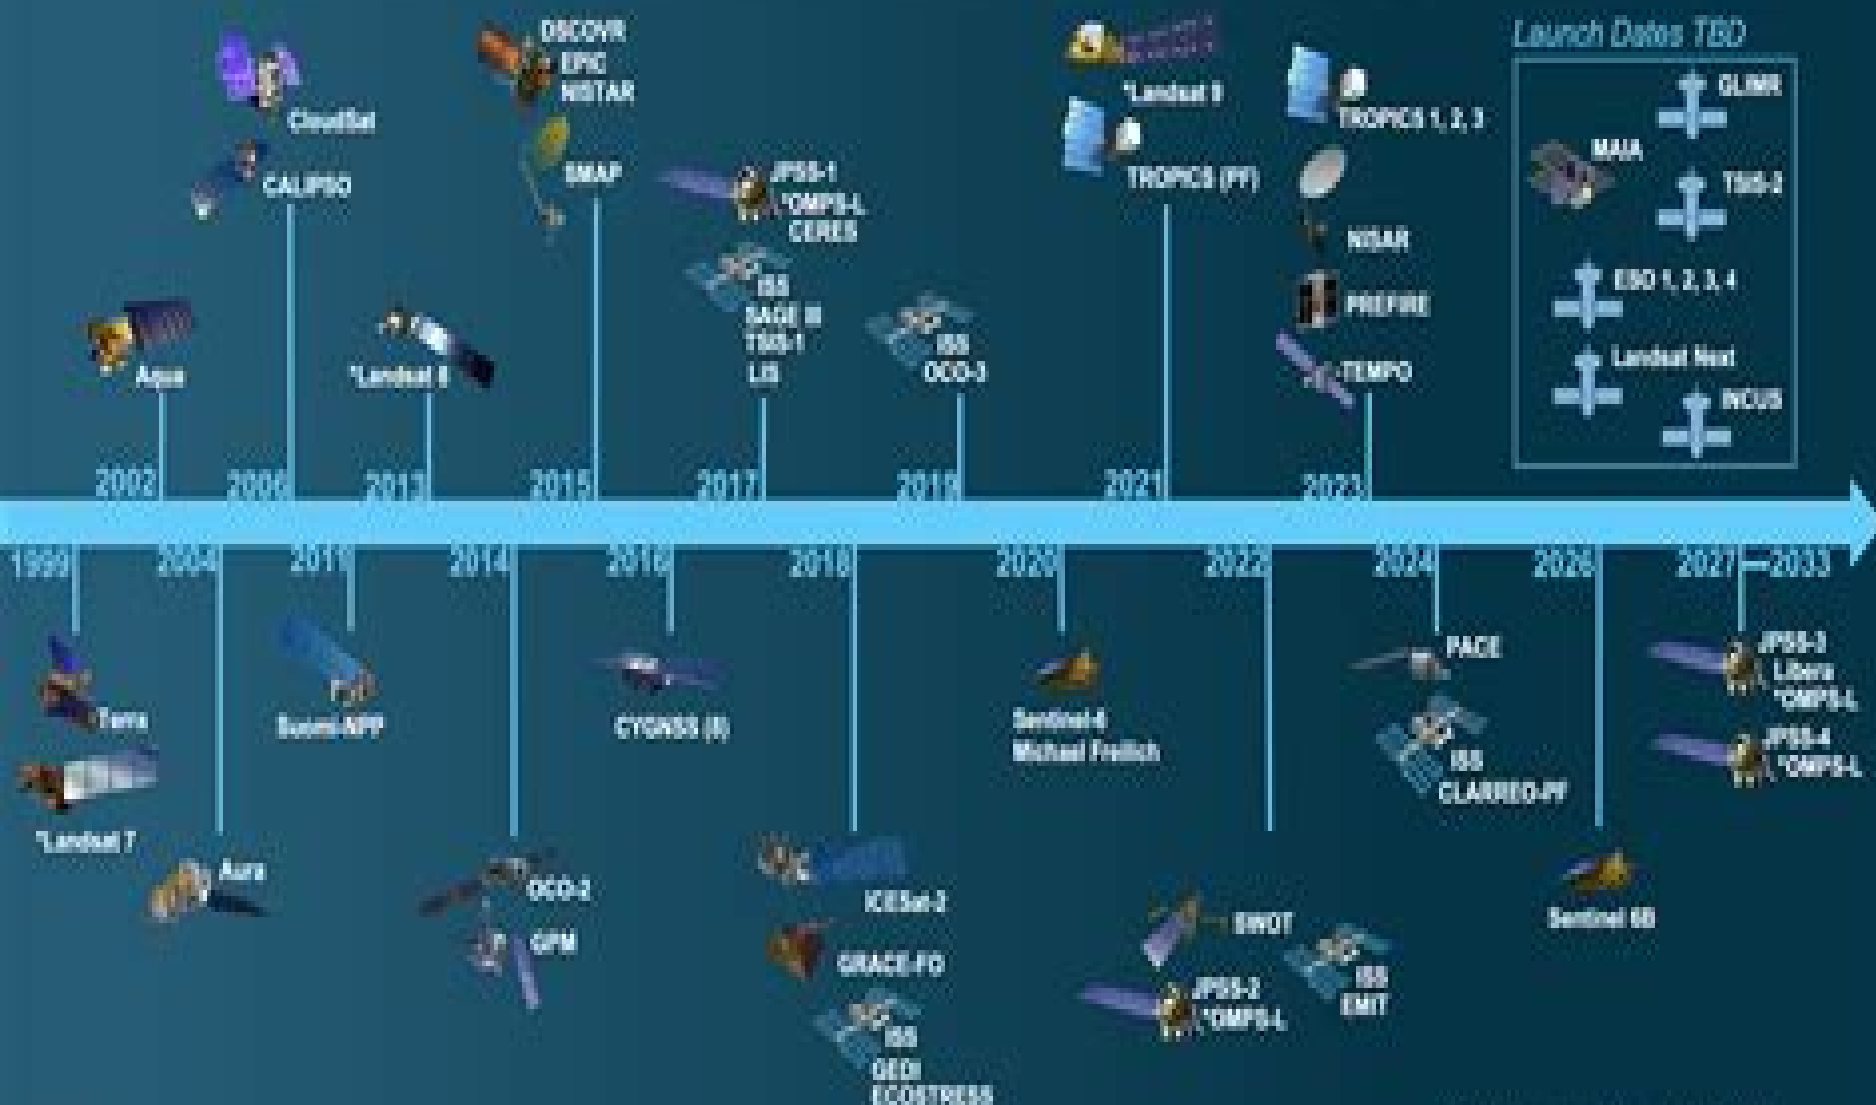 Launch Dates TBD
GLIMR
MAIA
TSIS-2
ESO 1, 2, 3, 4
Landsat Next
INCUS
CloudSat
CALIPSO
DSCOVR
EPIC
NISTAR
SMAP
JPSS-1
*OMPS-L
CERES
ISS
SAGE III
TSIS-1
LIS
ISS
OCO-3
*Landsat 9
TROPICS (PF)
TROPICS 1, 2, 3
NISAR
PREFIRE
TEMPO
Aqua
*Landsat 8
2002
2006
2013
2015
2017
2019
2021
2023
1999
2004
2011
2014
2016
2018
2020
2022
2024
2026
2027—2033
Terra
*Landsat 7
Aura
Suomi-NPP
OCO-2
GPM
CYGNSS (8)
ICESat-2
GRACE-FO
ISS
GEDI
ECOSTRESS
Sentinel-6
Michael Freilich
SWOT
JPSS-2
*OMPS-L
ISS
EMIT
PACE
ISS
CLARREO-PF
Sentinel 6B
JPSS-3
Libera
*OMPS-L
JPSS-4
*OMPS-L